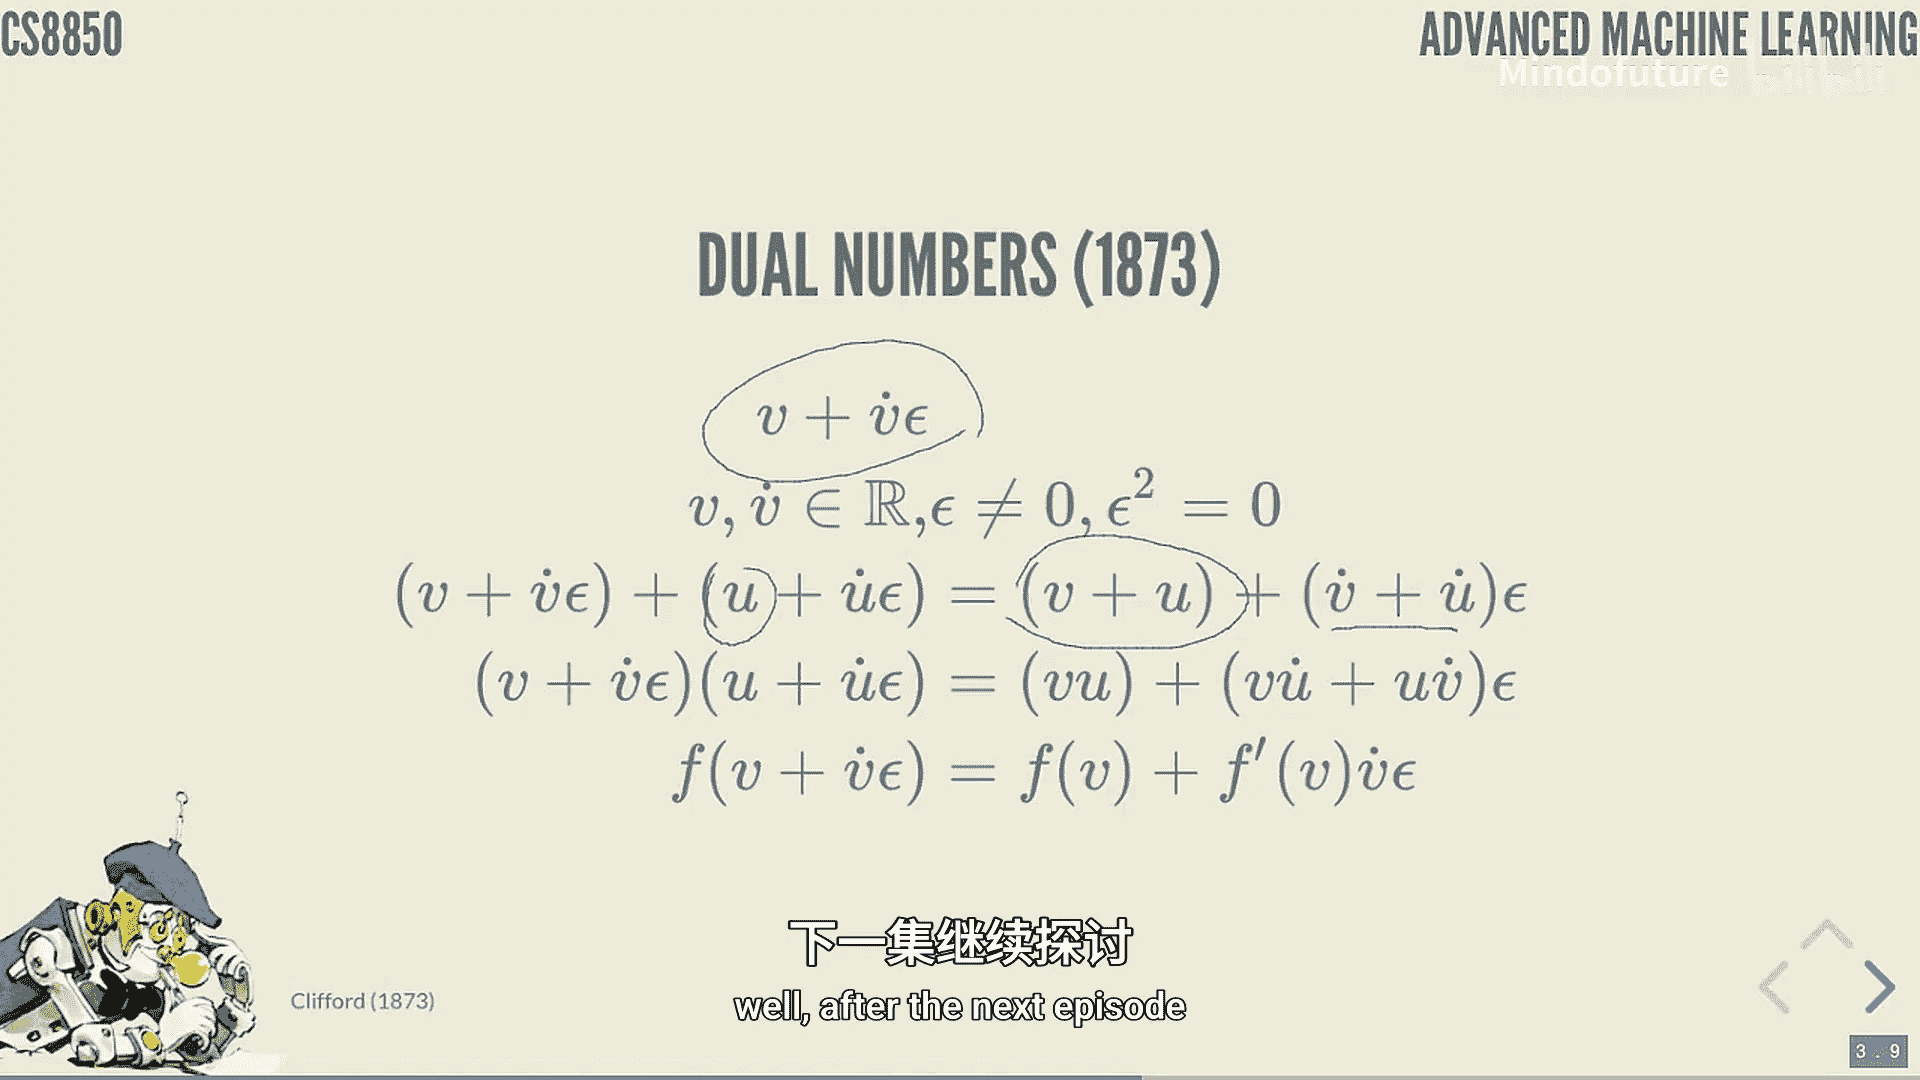 CS8850
ADVANCED MACHINE LEARNING
Mindofuture bilibili
DUAL NUMBERS (1873)
v + v̇ϵ
v, v̇ ∈ ℝ, ϵ ≠ 0, ϵ² = 0
(v + v̇ϵ) + (u + u̇ϵ) = (v + u) + (v̇ + u̇)ϵ
(v + v̇ϵ)(u + u̇ϵ) = (vu) + (vu̇ + uv̇)ϵ
f(v + v̇ϵ) = f(v) + f′(v)v̇ϵ
下一集继续探讨
Clifford (1873)
well, after the next episode
3 . 9